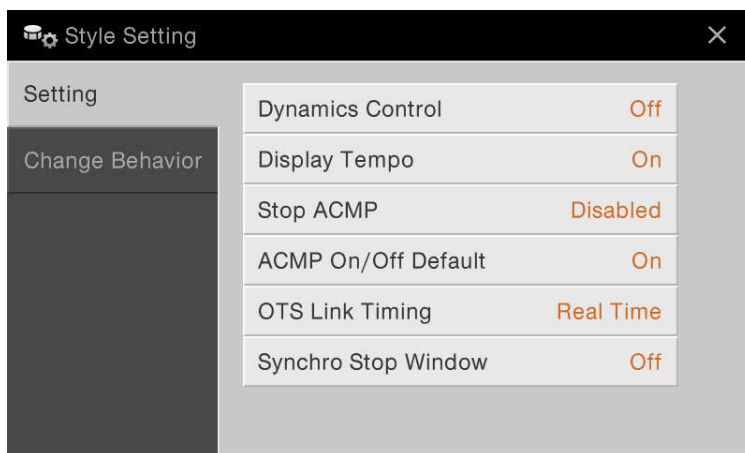 Style Setting
Setting
Change Behavior
Dynamics Control Off
Display Tempo On
Stop ACMP Disabled
ACMP On/Off Default On
OTS Link Timing Real Time
Synchro Stop Window Off